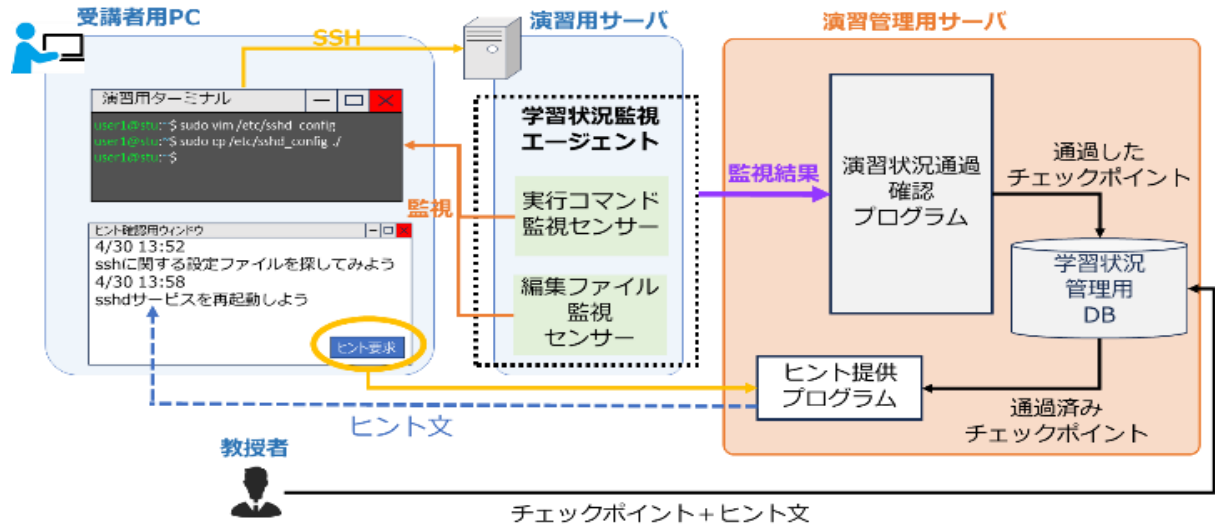 受講者用PC
演習用サーバ
演習管理用サーバ
SSH
演習用ターミナル
user1@stu:~$ sudo vim /etc/sshd_config
user1@stu:~$ sudo cp /etc/sshd_config ./
user1@stu:~$
ヒント確認用ウィンドウ
4/30 13:52
sshに関する設定ファイルを探してみよう
4/30 13:58
sshdサービスを再起動しよう
ヒント要求
監視
学習状況監視
エージェント
実行コマンド
監視センサー
編集ファイル
監視
センサー
監視結果
演習状況通過
確認
プログラム
通過した
チェックポイント
学習状況
管理用
DB
ヒント提供
プログラム
通過済み
チェックポイント
ヒント文
教授者
チェックポイント+ヒント文